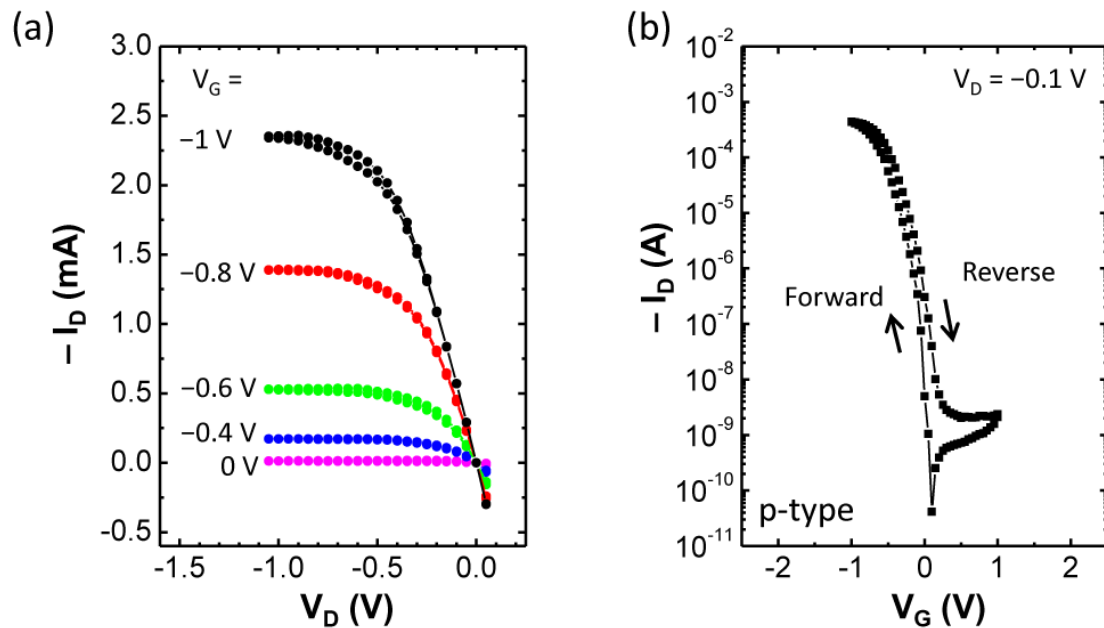 (a)
3.0
2.5
2.0
1.5
1.0
0.5
0.0
-0.5
− I_D (mA)
V_G =
−1 V
−0.8 V
−0.6 V
−0.4 V
0 V
-1.5 -1.0 -0.5 0.0
V_D (V)
(b)
10⁻²
10⁻³
10⁻⁴
10⁻⁵
10⁻⁶
10⁻⁷
10⁻⁸
10⁻⁹
10⁻¹⁰
10⁻¹¹
− I_D (A)
V_D = −0.1 V
Reverse
Forward
p-type
-2 -1 0 1 2
V_G (V)